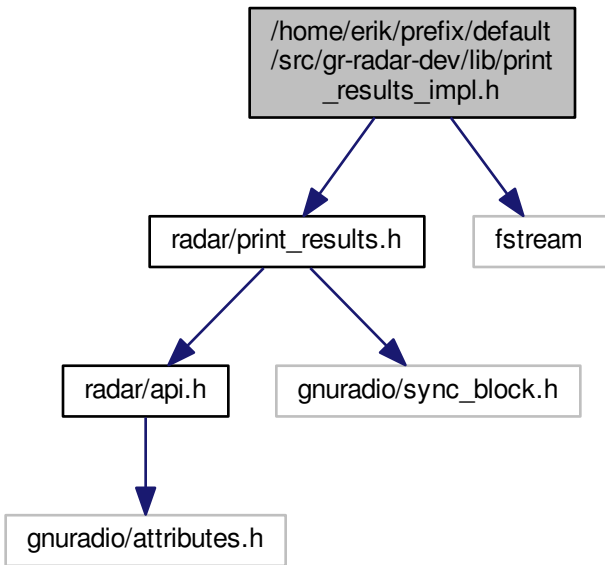 /home/erik/prefix/default
/src/gr-radar-dev/lib/print
_results_impl.h
radar/print_results.h
fstream
radar/api.h
gnuradio/sync_block.h
gnuradio/attributes.h